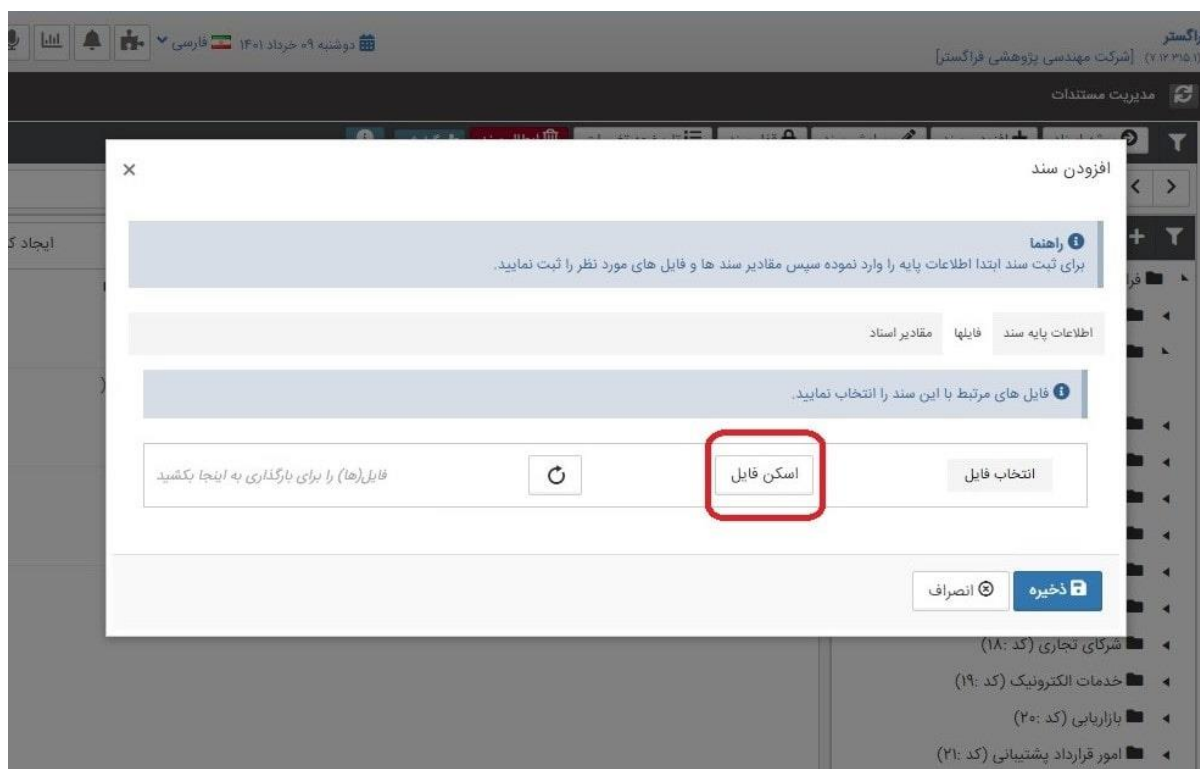 دوشنبه ۰۹ خرداد ۱۴۰۱ فارسی
[شرکت مهندسی پژوهشی فراگستر]
مدیریت مستندات
افزودن سند
×
ایجاد
راهنما
برای ثبت سند ابتدا اطلاعات پایه را وارد نموده سپس مقادیر سند ها و فایل های مورد نظر را ثبت نمایید.
اطلاعات پایه سند فایلها مقادیر اسناد
فایل های مرتبط با این سند را انتخاب نمایید.
انتخاب فایل اسکن فایل فایل(ها) را برای بارگذاری به اینجا بکشید
ذخیره انصراف
شرکای تجاری (کد :۱۸)
خدمات الکترونیک (کد :۱۹)
بازاریابی (کد :۲۰)
امور قرارداد پشتیبانی (کد :۲۱)